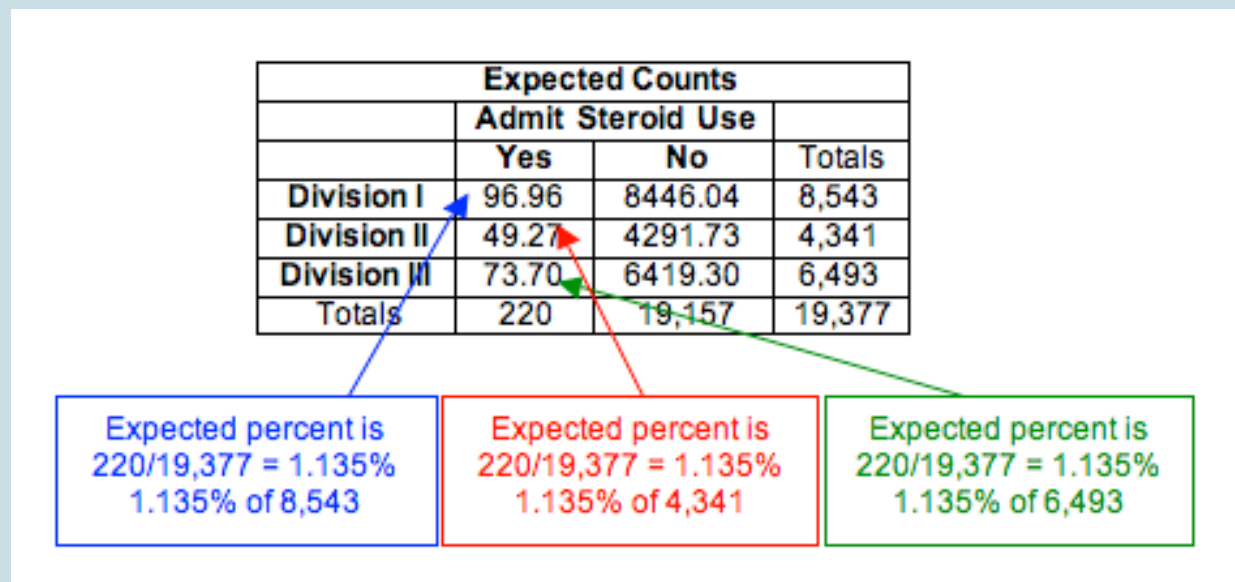 Expected Counts
Admit Steroid Use
Yes No Totals
Division I 96.96 8446.04 8,543
Division II 49.27 4291.73 4,341
Division III 73.70 6419.30 6,493
Totals 220 19,157 19,377
Expected percent is
220/19,377 = 1.135%
1.135% of 8,543
Expected percent is
220/19,377 = 1.135%
1.135% of 4,341
Expected percent is
220/19,377 = 1.135%
1.135% of 6,493